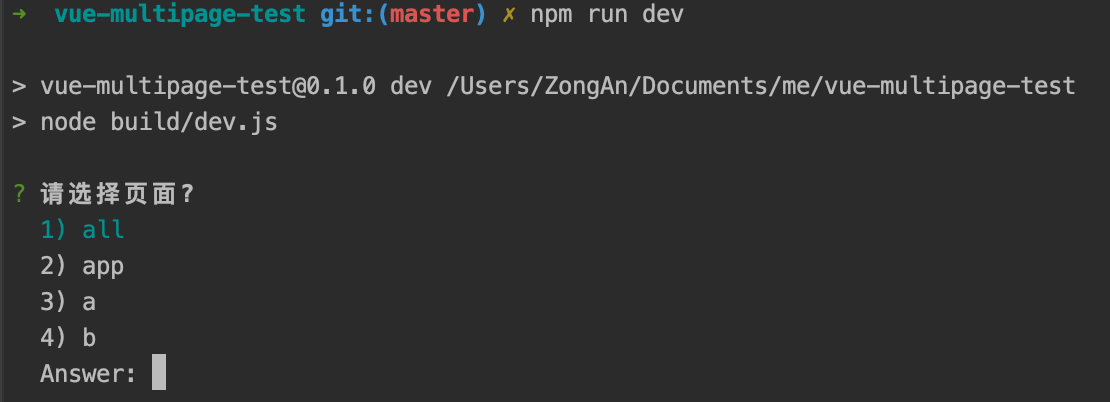 ➜ vue-multipage-test git:(master) ✗ npm run dev
> vue-multipage-test@0.1.0 dev /Users/ZongAn/Documents/me/vue-multipage-test
> node build/dev.js
? 请选择页面?
1) all
2) app
3) a
4) b
Answer: